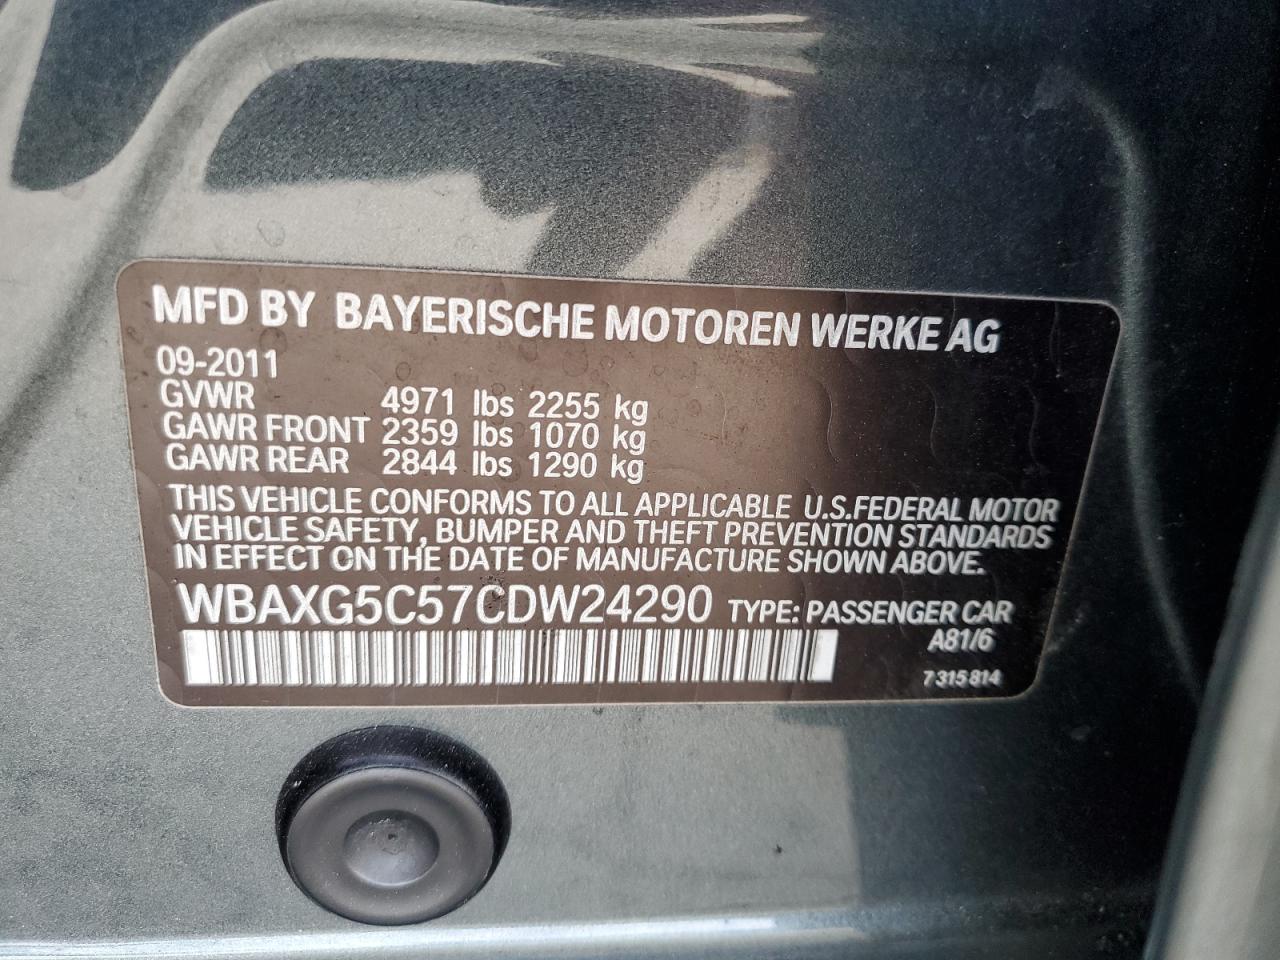 MFD BY BAYERISCHE MOTOREN WERKE AG
09-2011
GVWR 4971 lbs 2255 kg
GAWR FRONT 2359 lbs 1070 kg
GAWR REAR 2844 lbs 1290 kg
THIS VEHICLE CONFORMS TO ALL APPLICABLE U.S.FEDERAL MOTOR
VEHICLE SAFETY, BUMPER AND THEFT PREVENTION STANDARDS
IN EFFECT ON THE DATE OF MANUFACTURE SHOWN ABOVE.
WBAXG5C57CDW24290 TYPE: PASSENGER CAR
A81/6
7 315 814